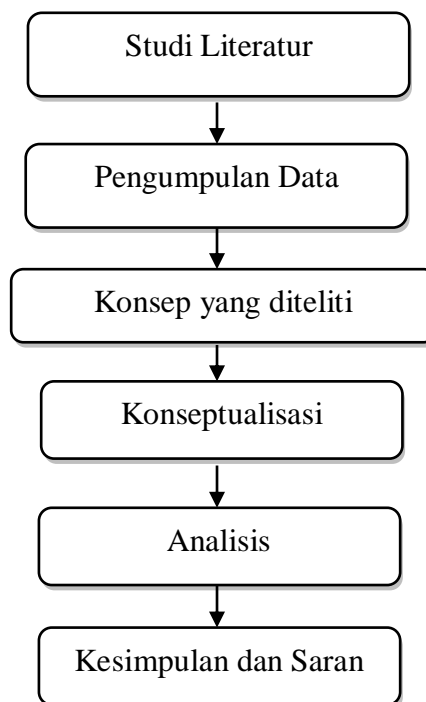 Studi Literatur
Pengumpulan Data
Konsep yang diteliti
Konseptualisasi
Analisis
Kesimpulan dan Saran